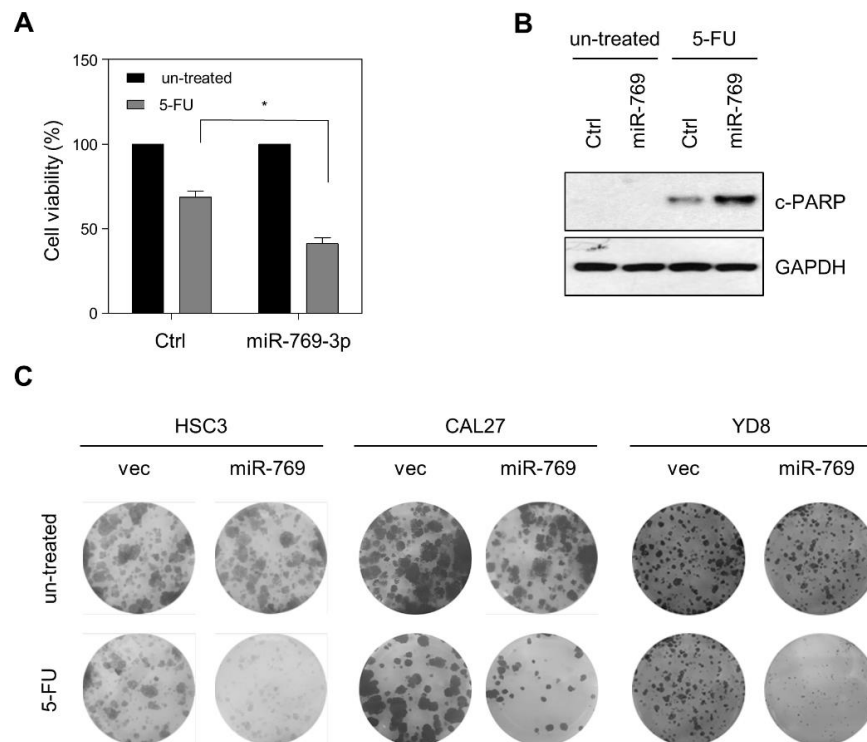 A
150
100
50
0
Cell viability (%)
un-treated
5-FU
*
Ctrl
miR-769-3p
B
un-treated 5-FU
Ctrl miR-769 Ctrl miR-769
c-PARP
GAPDH
C
HSC3 CAL27 YD8
vec miR-769 vec miR-769 vec miR-769
un-treated
5-FU